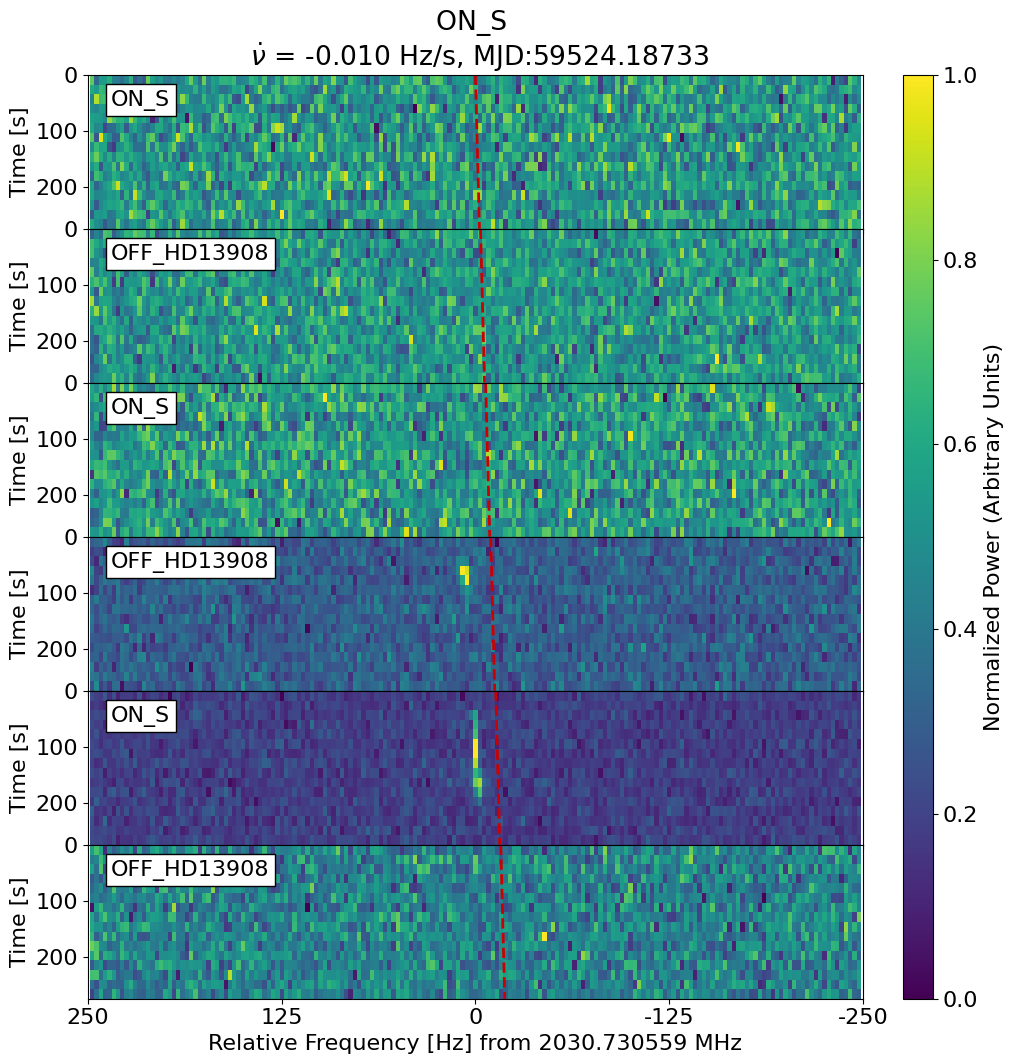 ON_S
ν̇ = -0.010 Hz/s, MJD:59524.18733
0
100
200
Time [s]
ON_S
0
100
200
Time [s]
OFF_HD13908
0
100
200
Time [s]
ON_S
0
100
200
Time [s]
OFF_HD13908
0
100
200
Time [s]
ON_S
0
100
200
Time [s]
OFF_HD13908
250 125 0 -125 -250
Relative Frequency [Hz] from 2030.730559 MHz
1.0
0.8
0.6
0.4
0.2
0.0
Normalized Power (Arbitrary Units)